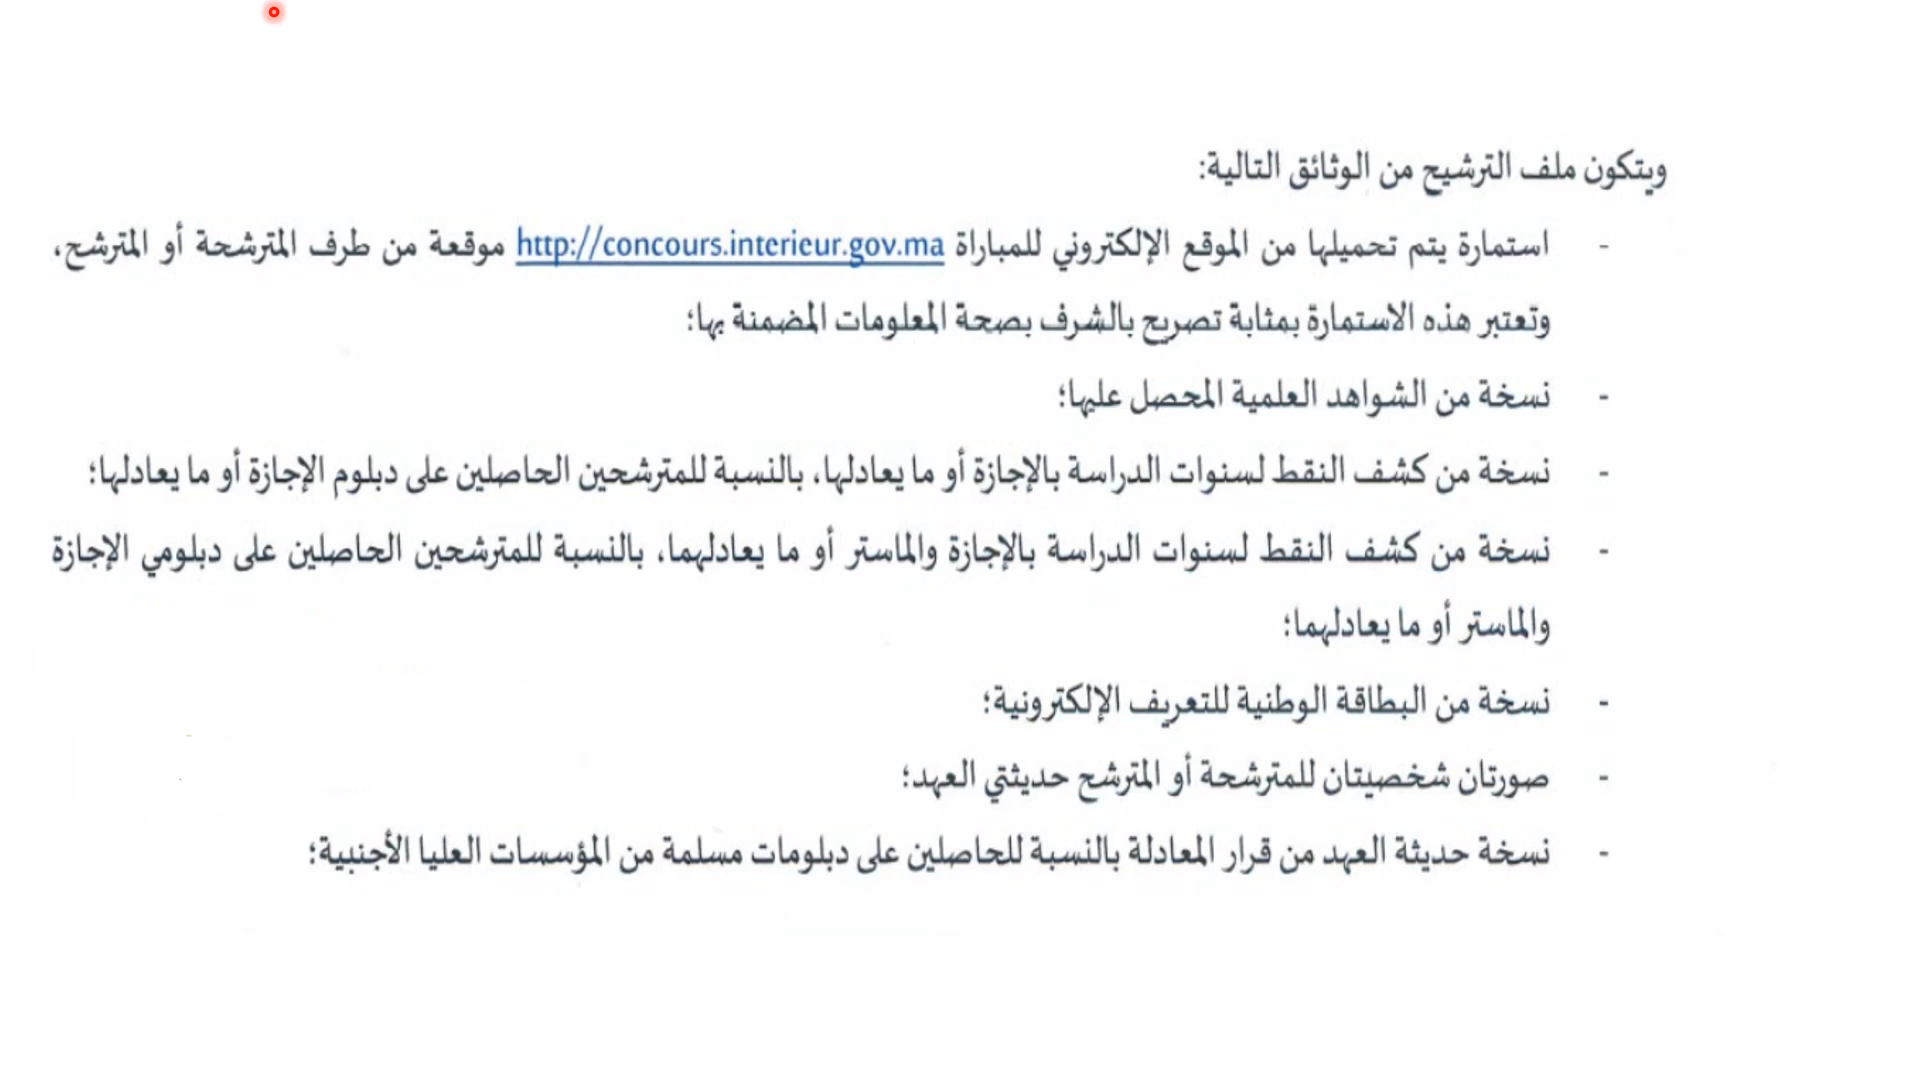 ويتكون ملف الترشيح من الوثائق التالية:
- استمارة يتم تحميلها من الموقع الإلكتروني للمباراة http://concours.interieur.gov.ma موقعة من طرف المترشحة أو المترشح،
وتعتبر هذه الاستمارة بمثابة تصريح بالشرف بصحة المعلومات المضمنة بها؛
- نسخة من الشواهد العلمية المحصل عليها؛
- نسخة من كشف النقط لسنوات الدراسة بالإجازة أو ما يعادلها، بالنسبة للمترشحين الحاصلين على دبلوم الإجازة أو ما يعادلها؛
- نسخة من كشف النقط لسنوات الدراسة بالإجازة والماستر أو ما يعادلهما، بالنسبة للمترشحين الحاصلين على دبلومي الإجازة
والماستر أو ما يعادلهما؛
- نسخة من البطاقة الوطنية للتعريف الإلكترونية؛
- صورتان شخصيتان للمترشحة أو المترشح حديثتي العهد؛
- نسخة حديثة العهد من قرار المعادلة بالنسبة للحاصلين على دبلومات مسلمة من المؤسسات العليا الأجنبية؛